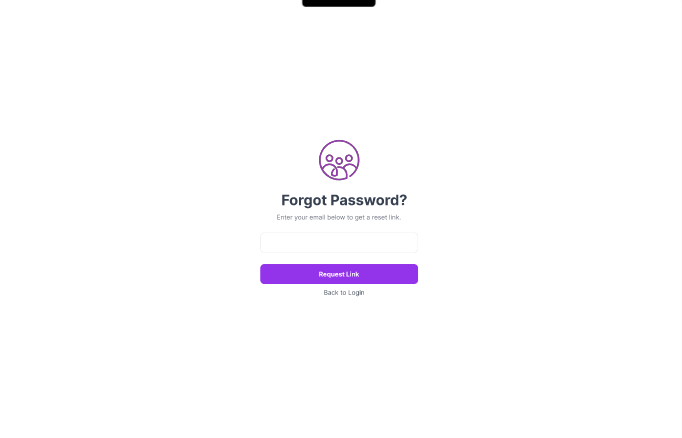 Forgot Password?
Enter your email below to get a reset link.
Request Link
Back to Login